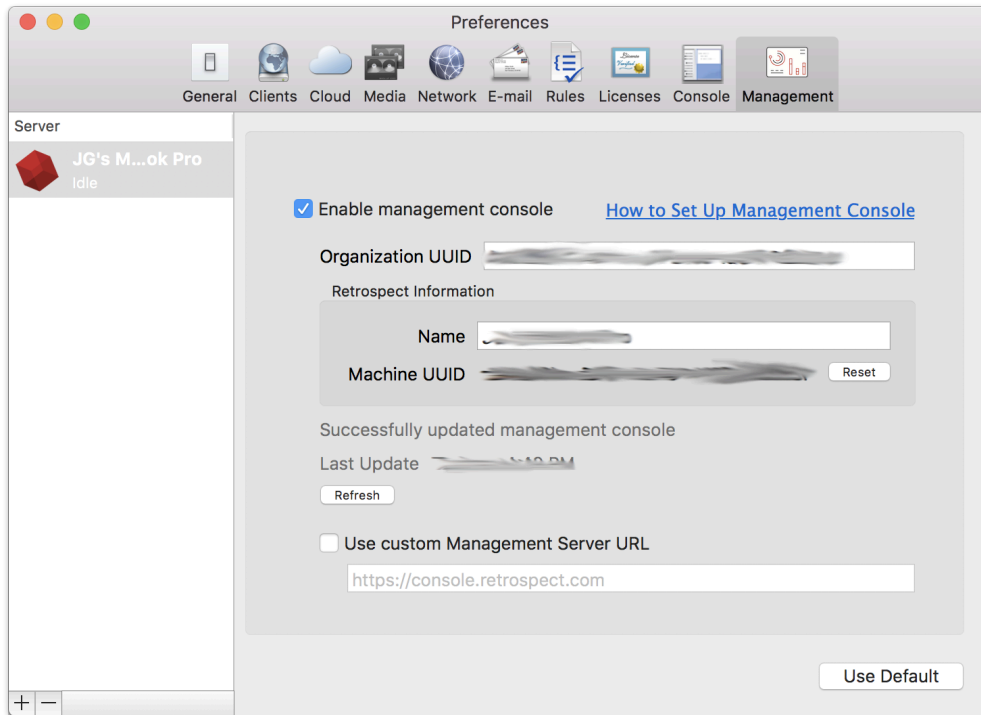 Preferences
General Clients Cloud Media Network E-mail Rules Licenses Console Management
Server
JG's M...ok Pro
Idle
Enable management console
How to Set Up Management Console
Organization UUID
Retrospect Information
Name
Machine UUID
Reset
Successfully updated management console
Last Update
PM
Refresh
Use custom Management Server URL
https://console.retrospect.com
Use Default